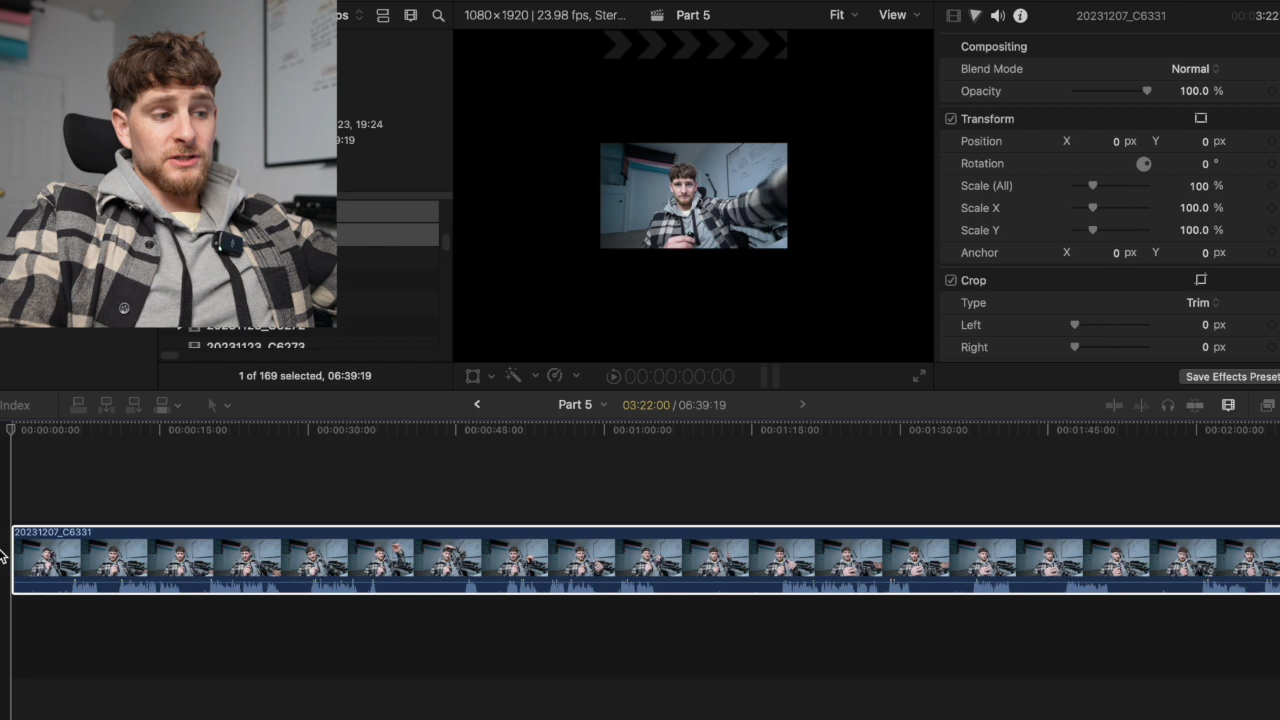 1080×1920 | 23.98 fps, Ster... Part 5 Fit View 20231207_C6331 3:22
23, 19:24
20231123_C6273
1 of 169 selected, 06:39:19
00:00:00:00
Compositing
Blend Mode Normal
Opacity 100.0 %
Transform
Position X 0 px Y 0 px
Rotation 0 °
Scale (All) 100 %
Scale X 100.0 %
Scale Y 100.0 %
Anchor X 0 px Y 0 px
Crop
Type Trim
Left 0 px
Right 0 px
Save Effects Preset
Index Part 5 03:22:00 / 06:39:19
00:00:00:00 00:00:15:00 00:00:30:00 00:00:45:00 00:01:00:00 00:01:15:00 00:01:30:00 00:01:45:00 00:02:00:00
20231207_C6331